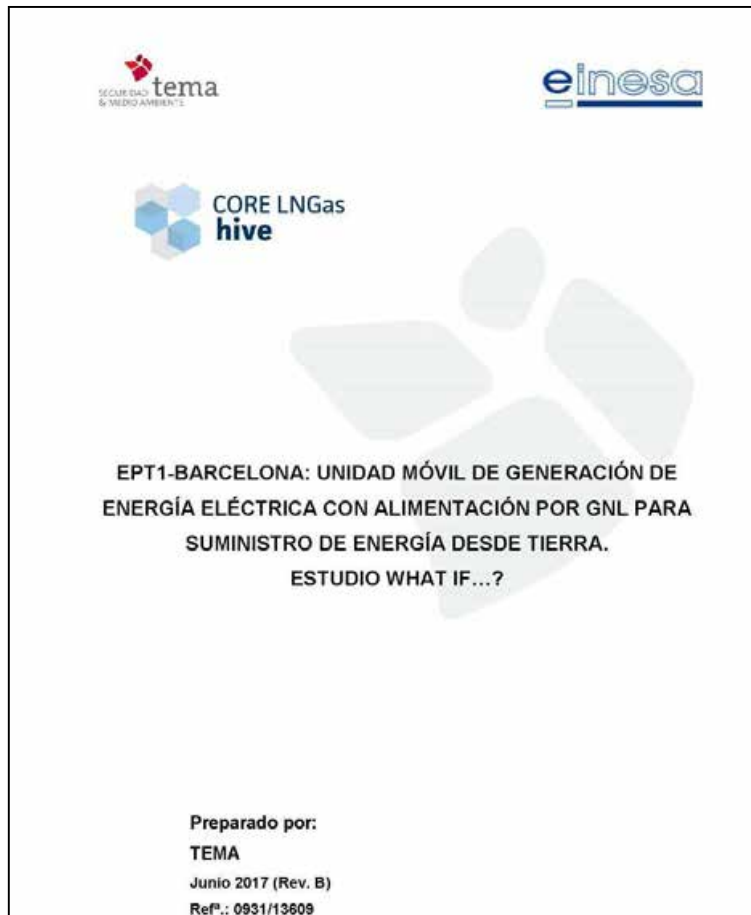 SEGURIDAD
& MEDIO AMBIENTE
tema
einesa
CORE LNGas
hive
EPT1-BARCELONA: UNIDAD MÓVIL DE GENERACIÓN DE
ENERGÍA ELÉCTRICA CON ALIMENTACIÓN POR GNL PARA
SUMINISTRO DE ENERGÍA DESDE TIERRA.
ESTUDIO WHAT IF...?
Preparado por:
TEMA
Junio 2017 (Rev. B)
Refª.: 0931/13609